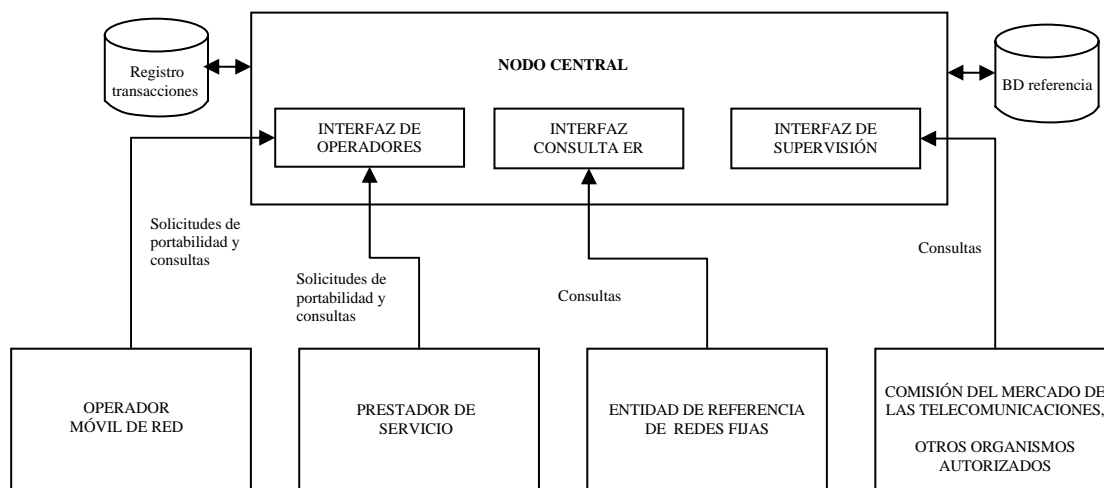 Registro
transacciones
NODO CENTRAL
BD referencia
INTERFAZ DE
OPERADORES
INTERFAZ
CONSULTA ER
INTERFAZ DE
SUPERVISIÓN
Solicitudes de
portabilidad y
consultas
Solicitudes de
portabilidad y
consultas
Consultas
Consultas
OPERADOR
MÓVIL DE RED
PRESTADOR DE
SERVICIO
ENTIDAD DE REFERENCIA
DE REDES FIJAS
COMISIÓN DEL MERCADO DE
LAS TELECOMUNICACIONES,
OTROS ORGANISMOS
AUTORIZADOS